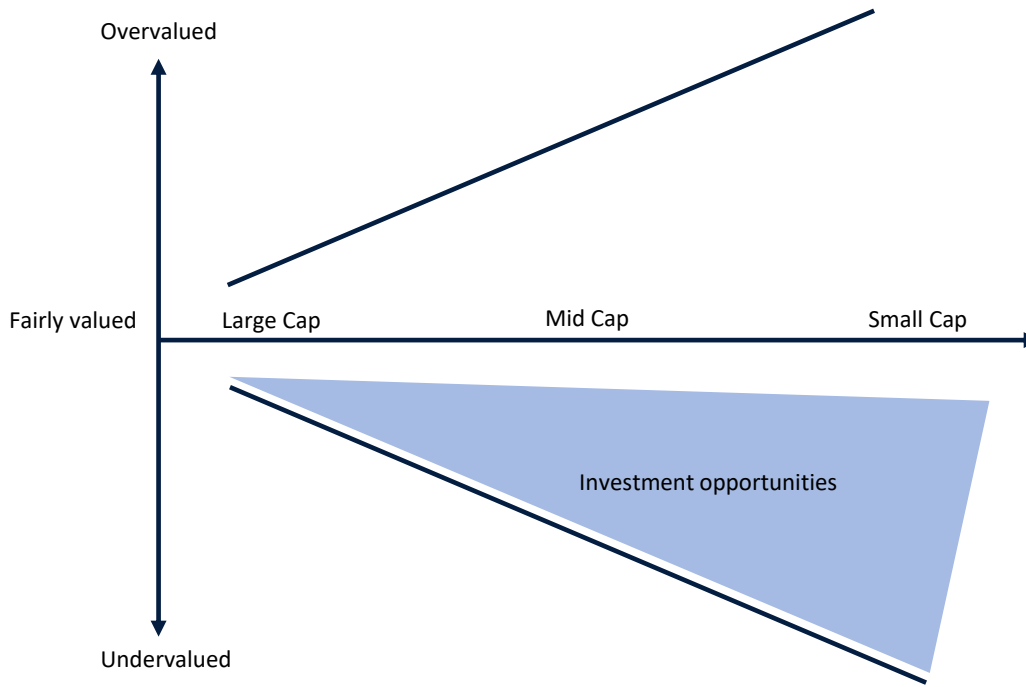 Overvalued
Fairly valued
Large Cap
Mid Cap
Small Cap
Investment opportunities
Undervalued